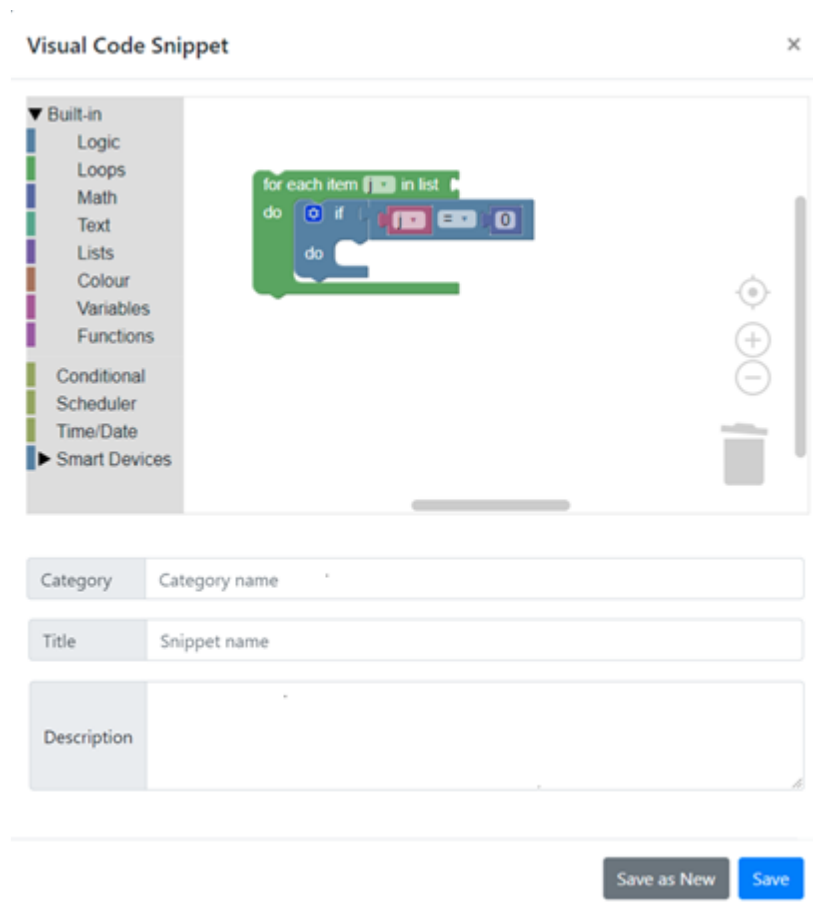 Visual Code Snippet ×
▼ Built-in
Logic
Loops
Math
Text
Lists
Colour
Variables
Functions
Conditional
Scheduler
Time/Date
▶ Smart Devices
for each item j in list
do if j = 0
do
Category Category name
Title Snippet name
Description
Save as New Save